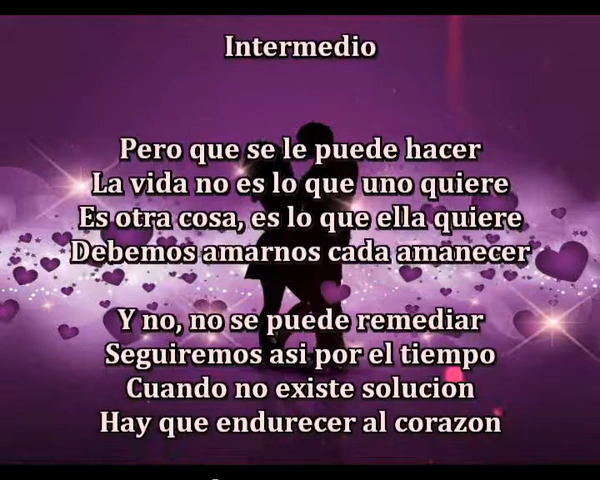 Intermedio
Pero que se le puede hacer
La vida no es lo que uno quiere
Es otra cosa, es lo que ella quiere
Debemos amarnos cada amanecer
Y no, no se puede remediar
Seguiremos asi por el tiempo
Cuando no existe solucion
Hay que endurecer al corazon